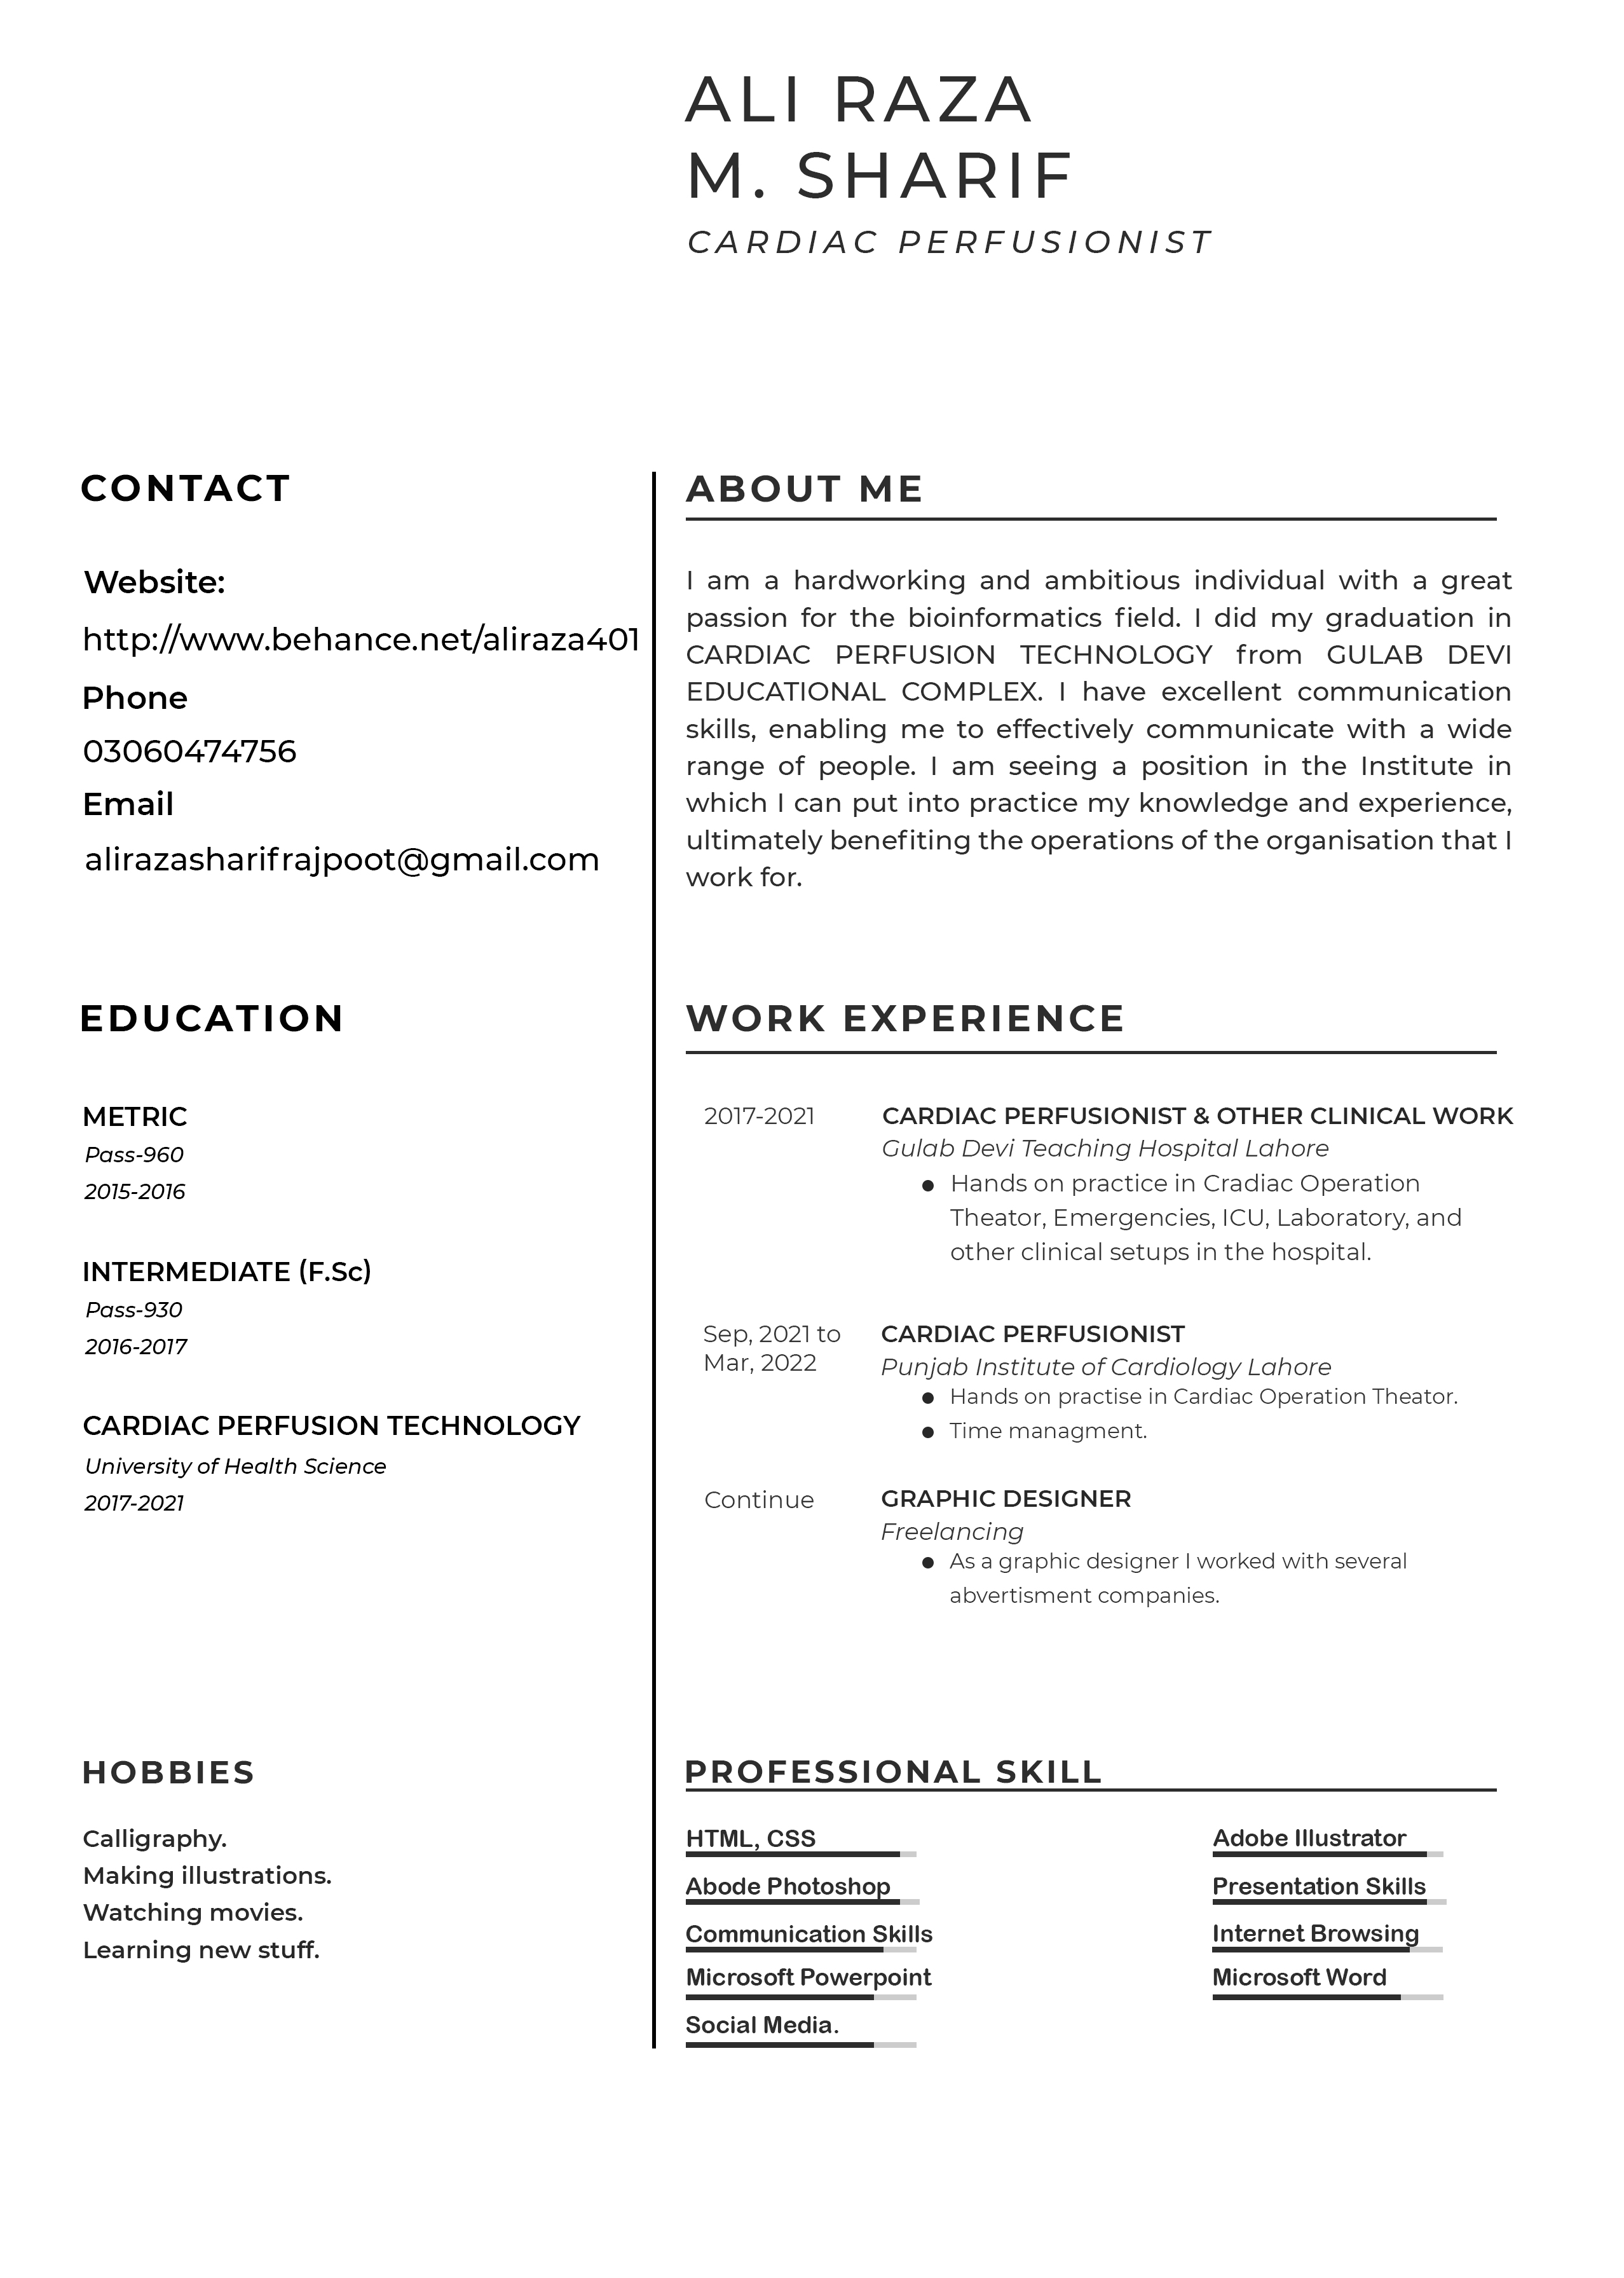 ALI RAZA
M. SHARIF
CARDIAC PERFUSIONIST
CONTACT
Website:
http://www.behance.net/aliraza401
Phone
03060474756
Email
alirazasharifrajpoot@gmail.com
EDUCATION
METRIC
Pass-960
2015-2016
INTERMEDIATE (F.Sc)
Pass-930
2016-2017
CARDIAC PERFUSION TECHNOLOGY
University of Health Science
2017-2021
HOBBIES
Calligraphy.
Making illustrations.
Watching movies.
Learning new stuff.
ABOUT ME
I am a hardworking and ambitious individual with a great
passion for the bioinformatics field. I did my graduation in
CARDIAC PERFUSION TECHNOLOGY from GULAB DEVI
EDUCATIONAL COMPLEX. I have excellent communication
skills, enabling me to effectively communicate with a wide
range of people. I am seeing a position in the Institute in
which I can put into practice my knowledge and experience,
ultimately benefiting the operations of the organisation that I
work for.
WORK EXPERIENCE
2017-2021
CARDIAC PERFUSIONIST & OTHER CLINICAL WORK
Gulab Devi Teaching Hospital Lahore
● Hands on practice in Cradiac Operation
Theator, Emergencies, ICU, Laboratory, and
other clinical setups in the hospital.
Sep, 2021 to
Mar, 2022
CARDIAC PERFUSIONIST
Punjab Institute of Cardiology Lahore
● Hands on practise in Cardiac Operation Theator.
● Time managment.
Continue
GRAPHIC DESIGNER
Freelancing
● As a graphic designer I worked with several
abvertisment companies.
PROFESSIONAL SKILL
HTML, CSS
Abode Photoshop
Communication Skills
Microsoft Powerpoint
Social Media.
Adobe Illustrator
Presentation Skills
Internet Browsing
Microsoft Word